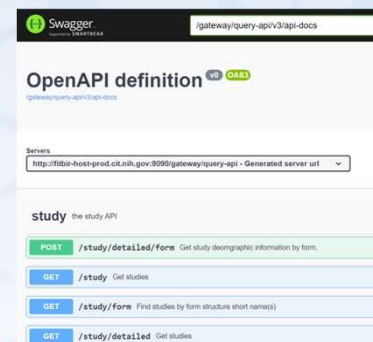 Swagger.
Supported by SMARTBEAR
/gateway/query-api/v3/api-docs
OpenAPI definition v0 OAS3
/gateway/query-api/v3/api-docs
Servers
http://fitbir-host-prod.cit.nih.gov:8090/gateway/query-api - Generated server url
study the study API
POST /study/detailed/form Get study deomgraphic information by form.
GET /study Get studies
GET /study/form Find studies by form structure short name(s)
GET /study/detailed Get studies